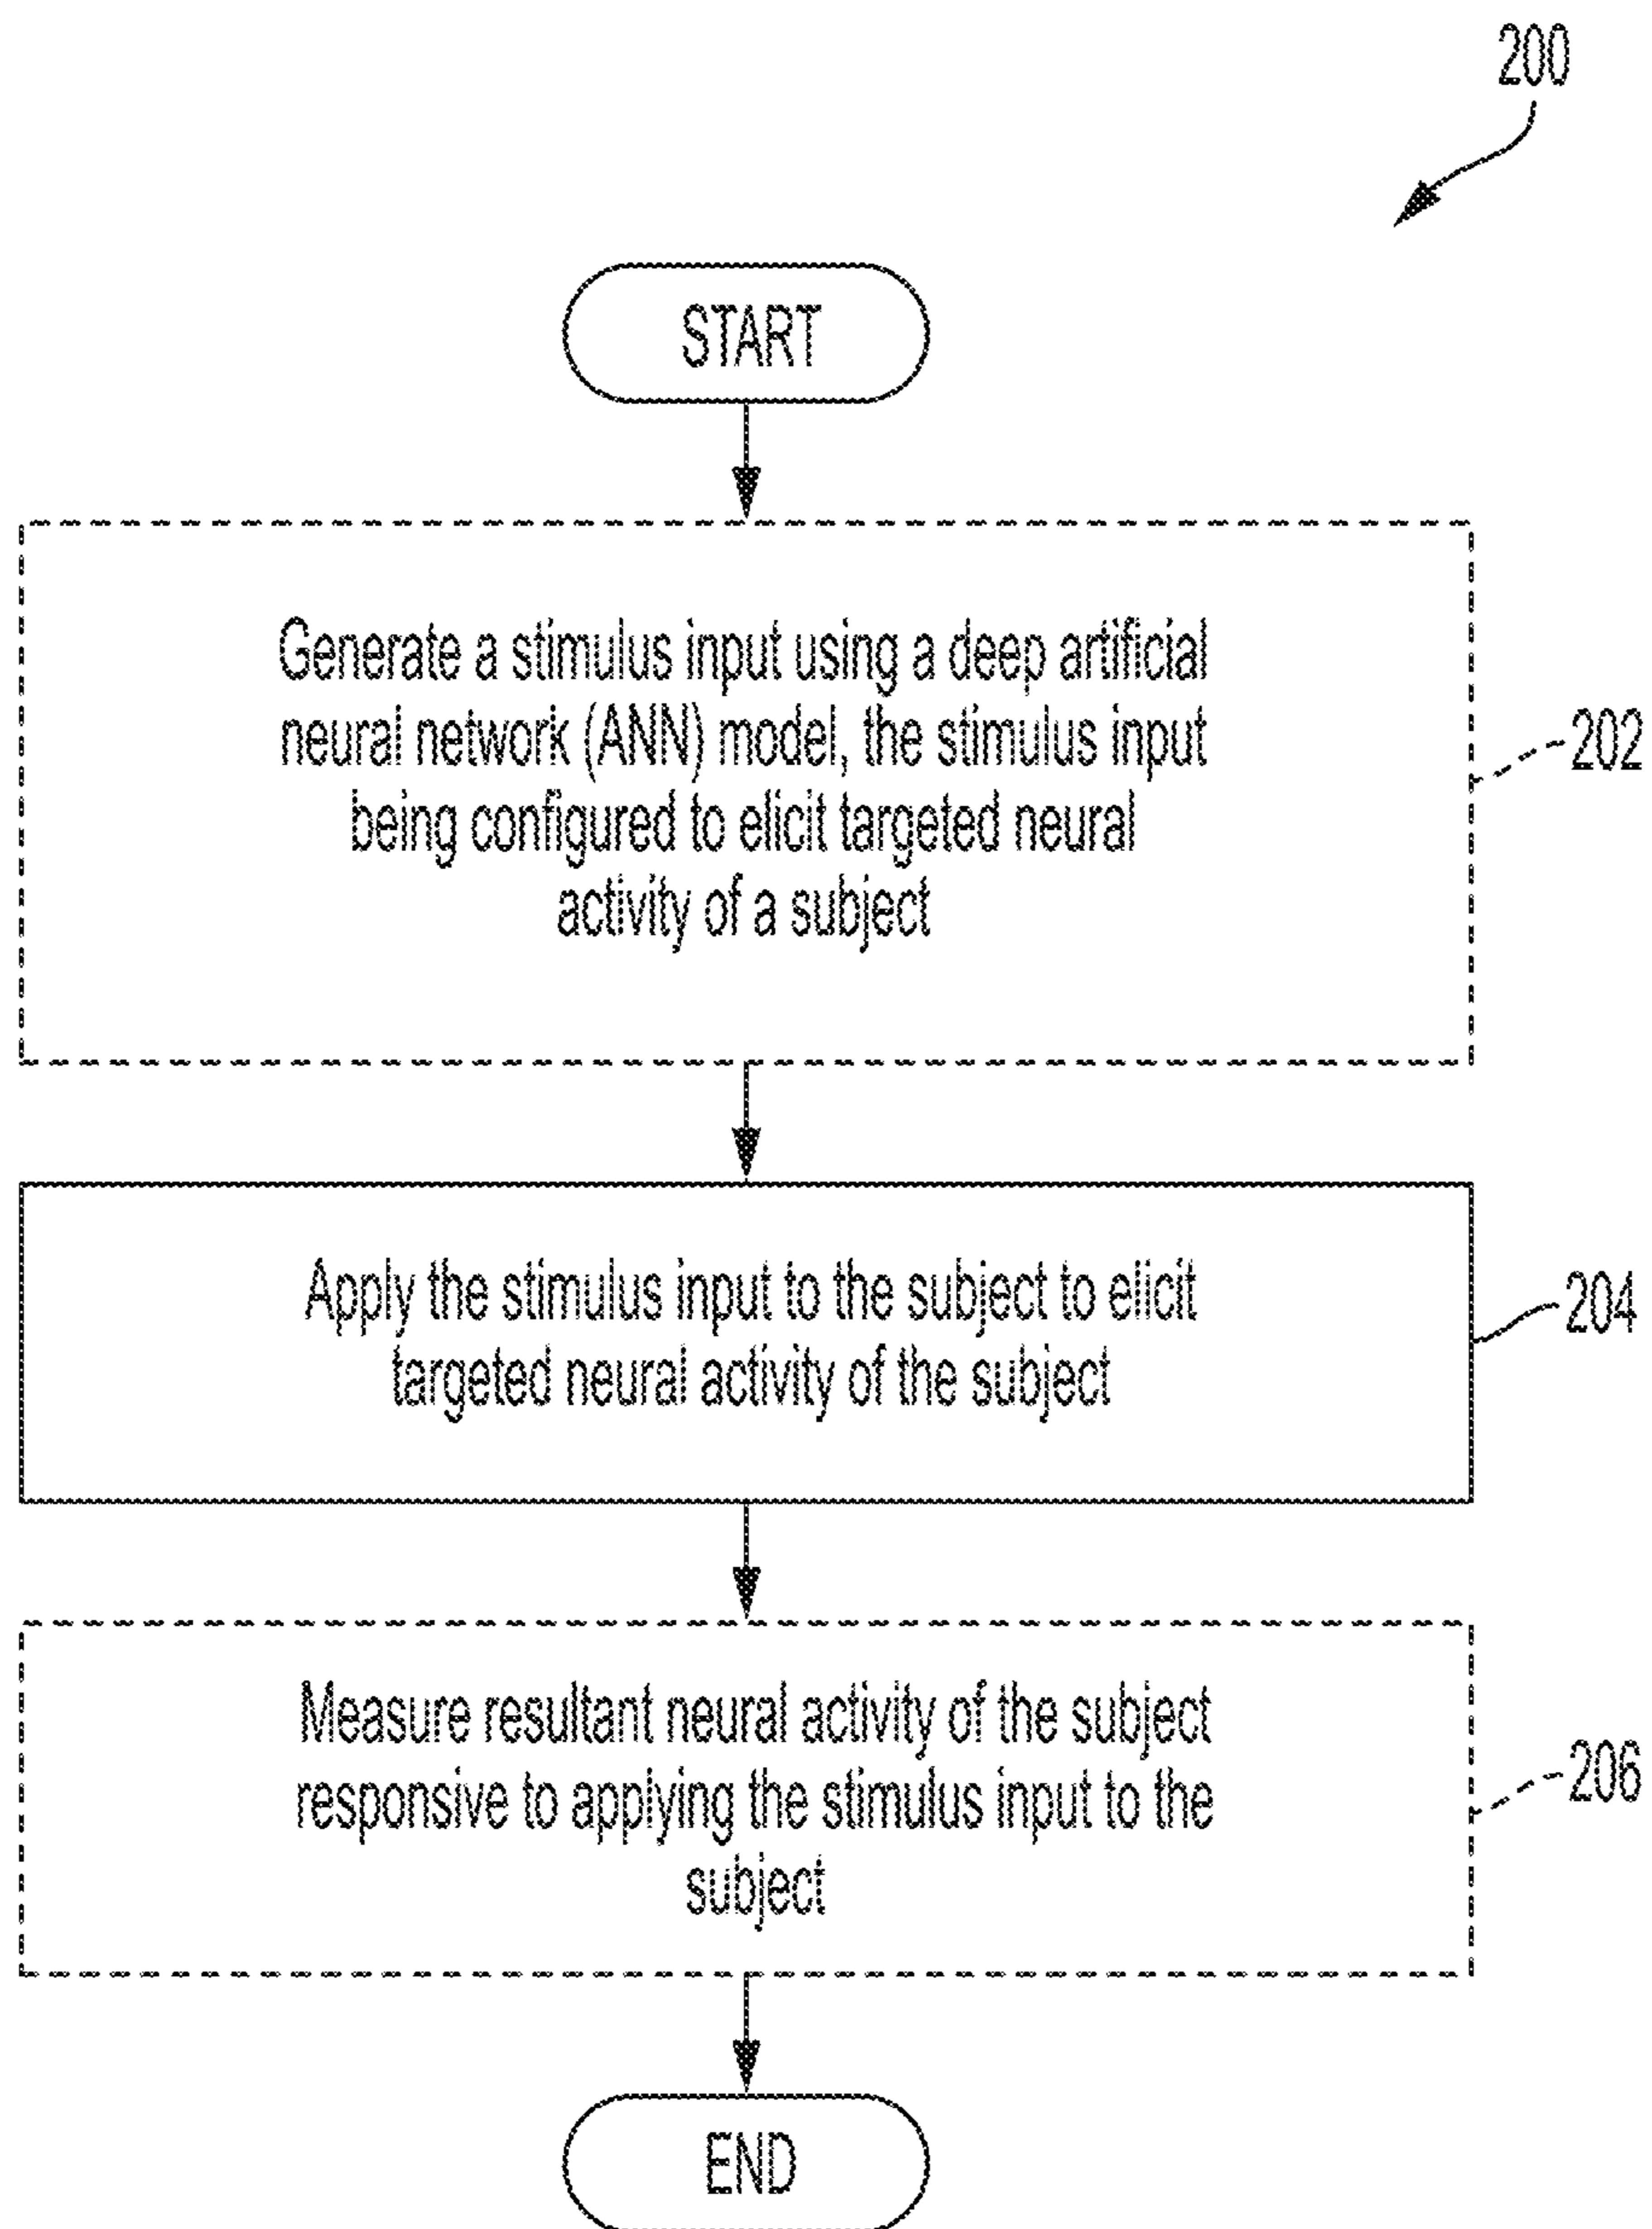 200
START
Generate a stimulus input using a deep artificial
neural network (ANN) model, the stimulus input
being configured to elicit targeted neural
activity of a subject
202
Apply the stimulus input to the subject to elicit
targeted neural activity of the subject
204
Measure resultant neural activity of the subject
responsive to applying the stimulus input to the
subject
206
END